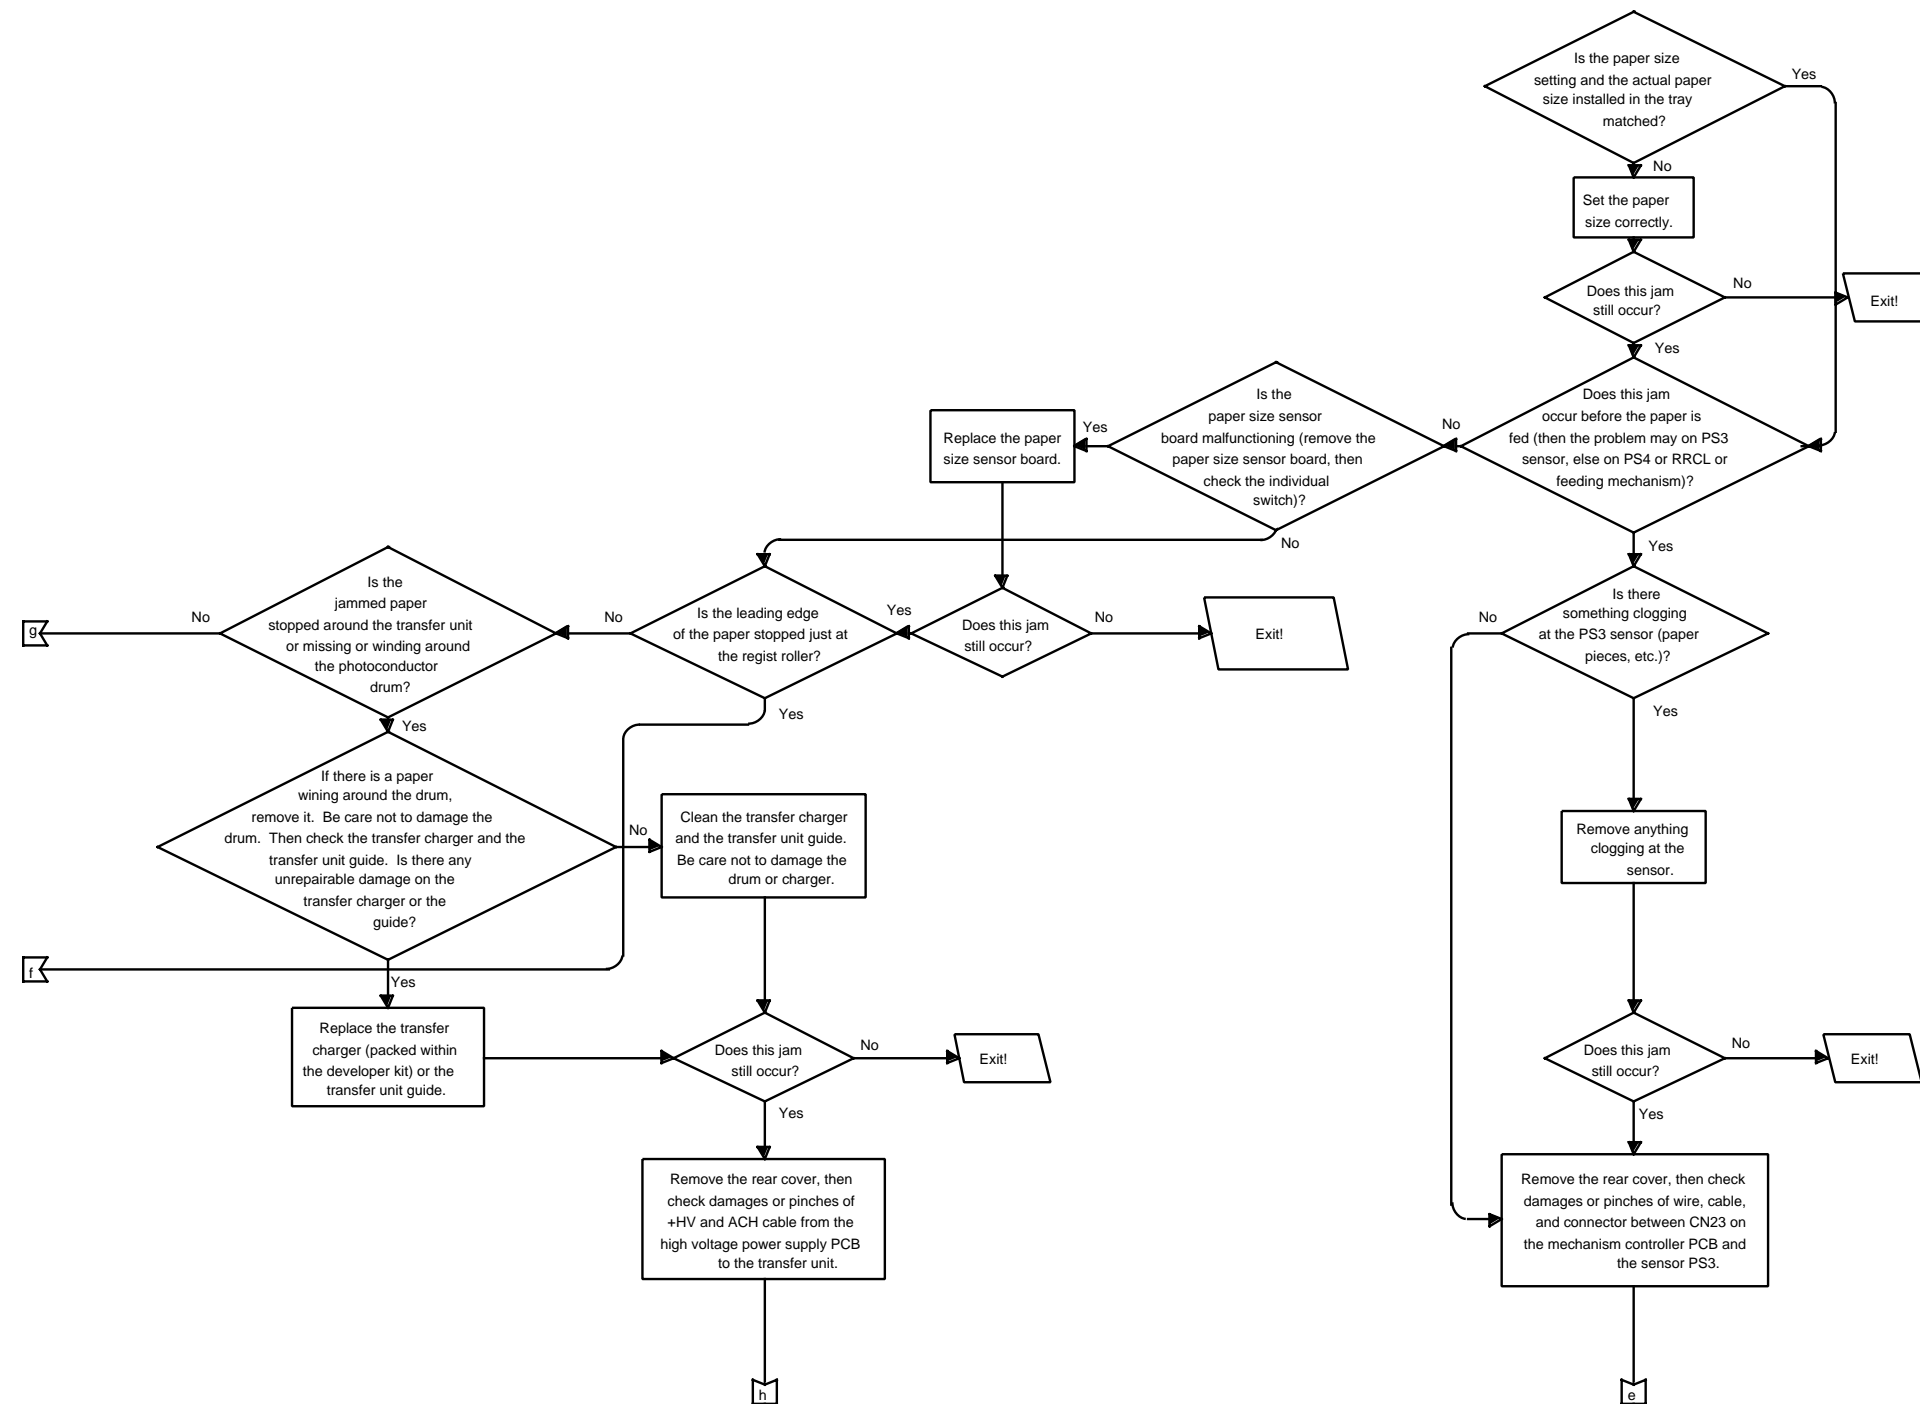 Is the paper size
setting and the actual paper
size installed in the tray
matched?
Yes
No
Set the paper
size correctly.
Does this jam
still occur?
No
Exit!
Yes
Does this jam
occur before the paper is
fed (then the problem may on PS3
sensor, else on PS4 or RRCL or
feeding mechanism)?
No
Yes
Is the
paper size sensor
board malfunctioning (remove the
paper size sensor board, then
check the individual
switch)?
Yes
No
Replace the paper
size sensor board.
Does this jam
still occur?
No
Exit!
Yes
Is the leading edge
of the paper stopped just at
the regist roller?
No
Yes
Is the
jammed paper
stopped around the transfer unit
or missing or winding around
the photoconductor
drum?
No
g
Yes
If there is a paper
wining around the drum,
remove it.  Be care not to damage the
drum.  Then check the transfer charger and the
transfer unit guide.  Is there any
unrepairable damage on the
transfer charger or the
guide?
No
Clean the transfer charger
and the transfer unit guide.
Be care not to damage the
drum or charger.
f
Yes
Replace the transfer
charger (packed within
the developer kit) or the
transfer unit guide.
Does this jam
still occur?
No
Exit!
Yes
Remove the rear cover, then
check damages or pinches of
+HV and ACH cable from the
high voltage power supply PCB
to the transfer unit.
h
Is there
something clogging
at the PS3 sensor (paper
pieces, etc.)?
No
Yes
Remove anything
clogging at the
sensor.
Does this jam
still occur?
No
Exit!
Yes
Remove the rear cover, then check
damages or pinches of wire, cable,
and connector between CN23 on
the mechanism controller PCB and
the sensor PS3.
e